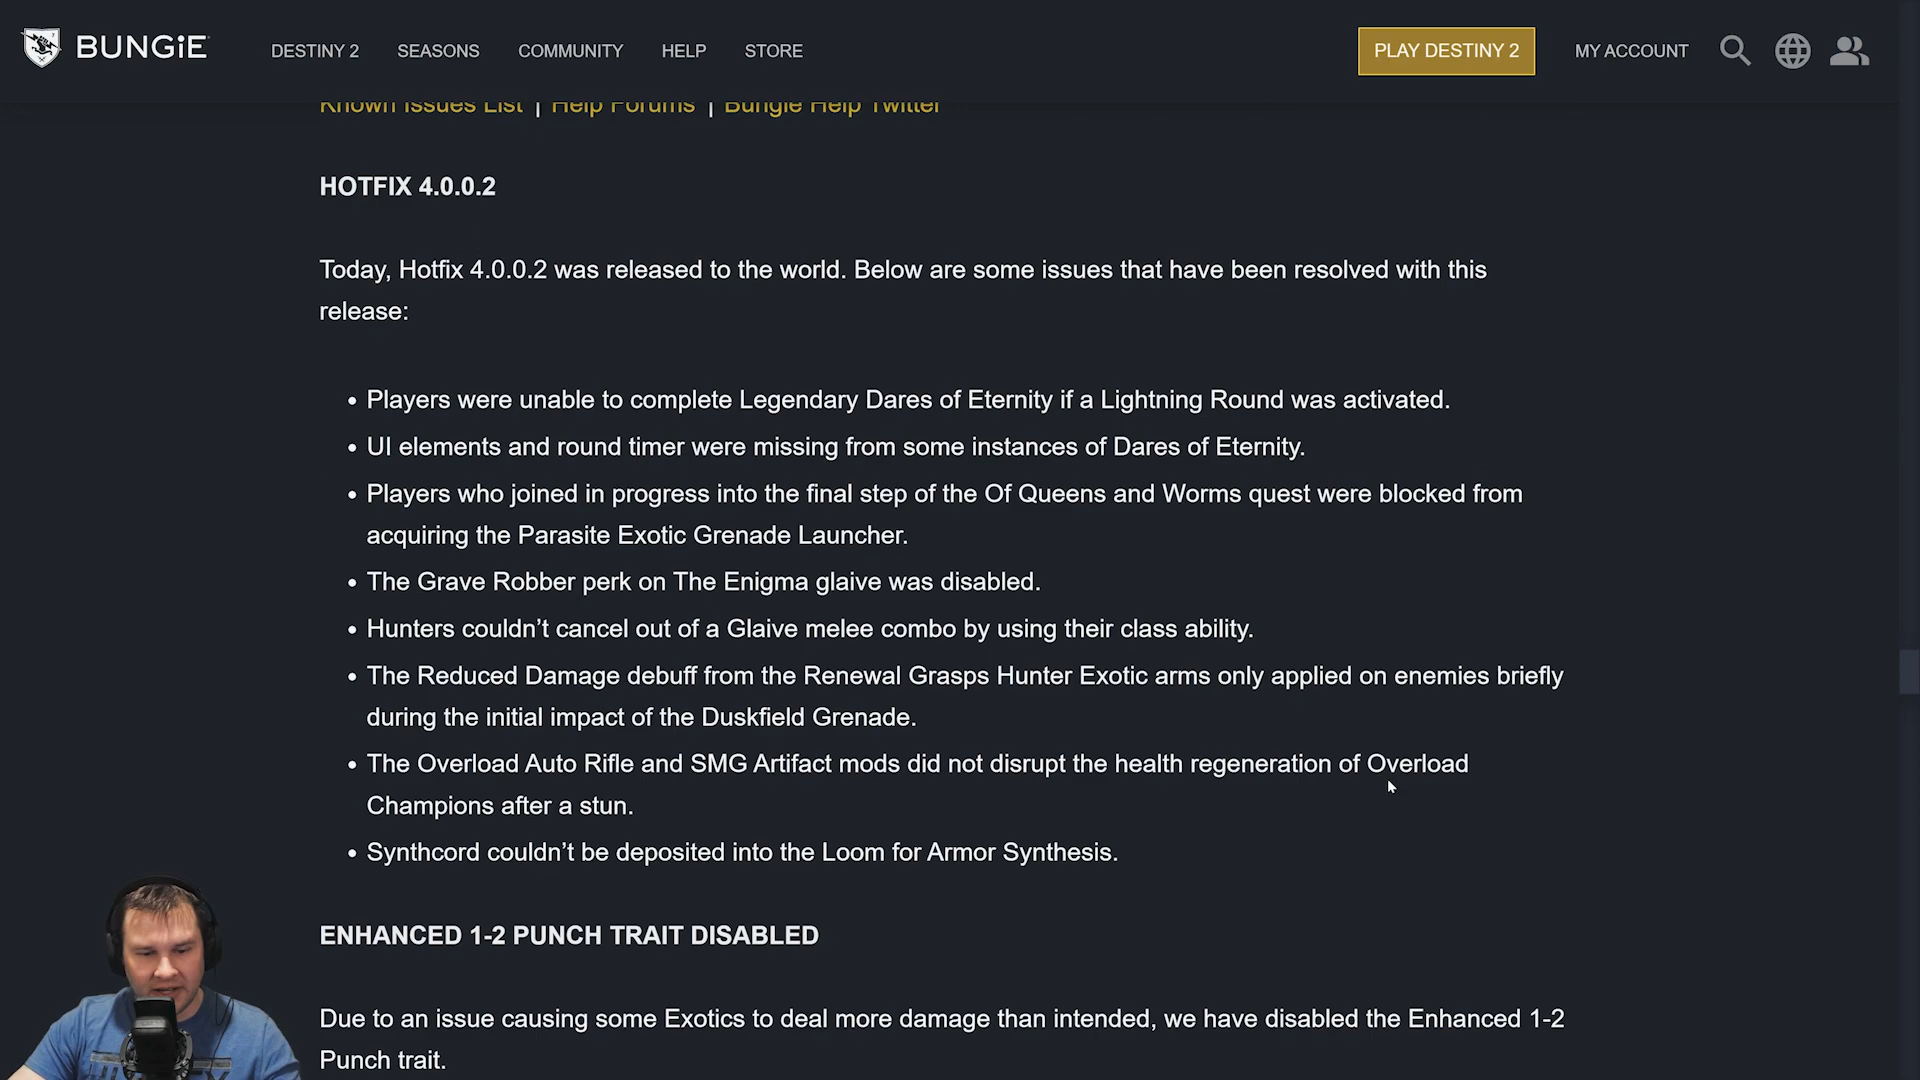 BUNGiE
DESTINY 2 SEASONS COMMUNITY HELP STORE
PLAY DESTINY 2 MY ACCOUNT
Known Issues List | Help Forums | Bungie Help Twitter
HOTFIX 4.0.0.2
Today, Hotfix 4.0.0.2 was released to the world. Below are some issues that have been resolved with this
release:
• Players were unable to complete Legendary Dares of Eternity if a Lightning Round was activated.
• UI elements and round timer were missing from some instances of Dares of Eternity.
• Players who joined in progress into the final step of the Of Queens and Worms quest were blocked from
acquiring the Parasite Exotic Grenade Launcher.
• The Grave Robber perk on The Enigma glaive was disabled.
• Hunters couldn’t cancel out of a Glaive melee combo by using their class ability.
• The Reduced Damage debuff from the Renewal Grasps Hunter Exotic arms only applied on enemies briefly
during the initial impact of the Duskfield Grenade.
• The Overload Auto Rifle and SMG Artifact mods did not disrupt the health regeneration of Overload
Champions after a stun.
• Synthcord couldn’t be deposited into the Loom for Armor Synthesis.
ENHANCED 1-2 PUNCH TRAIT DISABLED
Due to an issue causing some Exotics to deal more damage than intended, we have disabled the Enhanced 1-2
Punch trait.